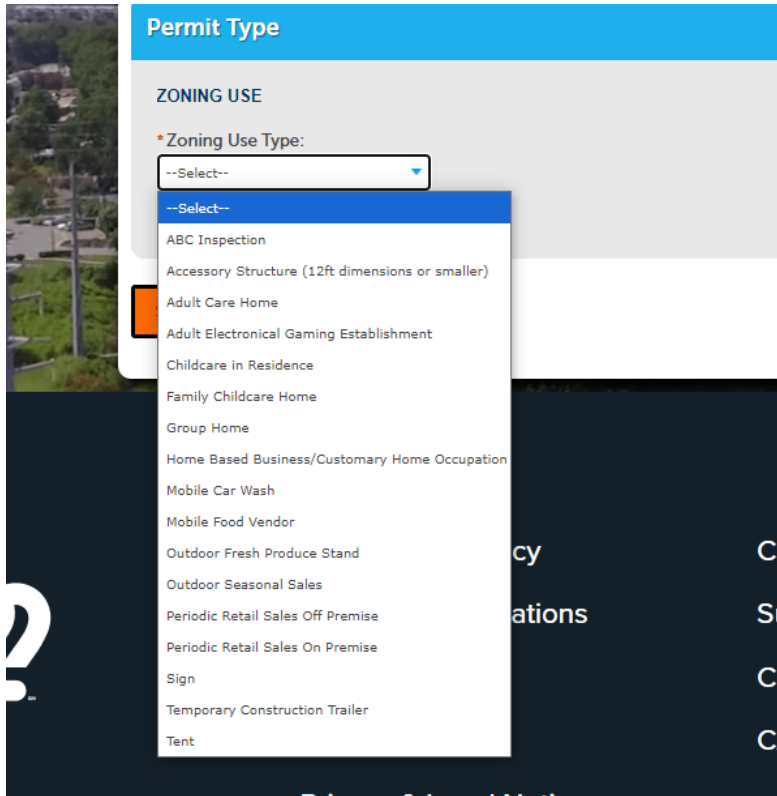 Permit Type
ZONING USE
*Zoning Use Type:
--Select--
--Select--
ABC Inspection
Accessory Structure (12ft dimensions or smaller)
Adult Care Home
Adult Electronical Gaming Establishment
Childcare in Residence
Family Childcare Home
Group Home
Home Based Business/Customary Home Occupation
Mobile Car Wash
Mobile Food Vendor
Outdoor Fresh Produce Stand
Outdoor Seasonal Sales
Periodic Retail Sales Off Premise
Periodic Retail Sales On Premise
Sign
Temporary Construction Trailer
Tent